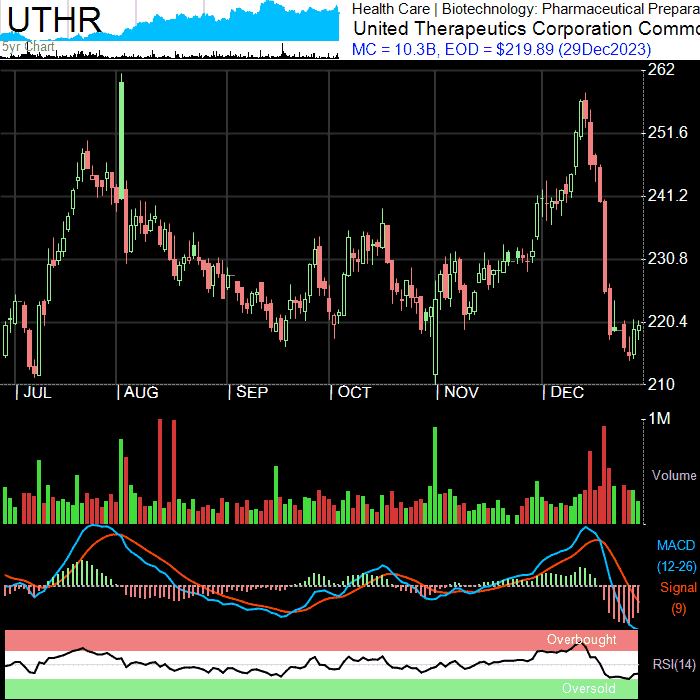 UTHR
5yr Chart
Health Care | Biotechnology: Pharmaceutical Prepara
United Therapeutics Corporation Commo
MC = 10.3B, EOD = $219.89 (29Dec2023)
262
251.6
241.2
230.8
220.4
210
| JUL | AUG | SEP | OCT | NOV | DEC
1M
Volume
MACD
(12-26)
Signal
(9)
Overbought
RSI(14)
Oversold